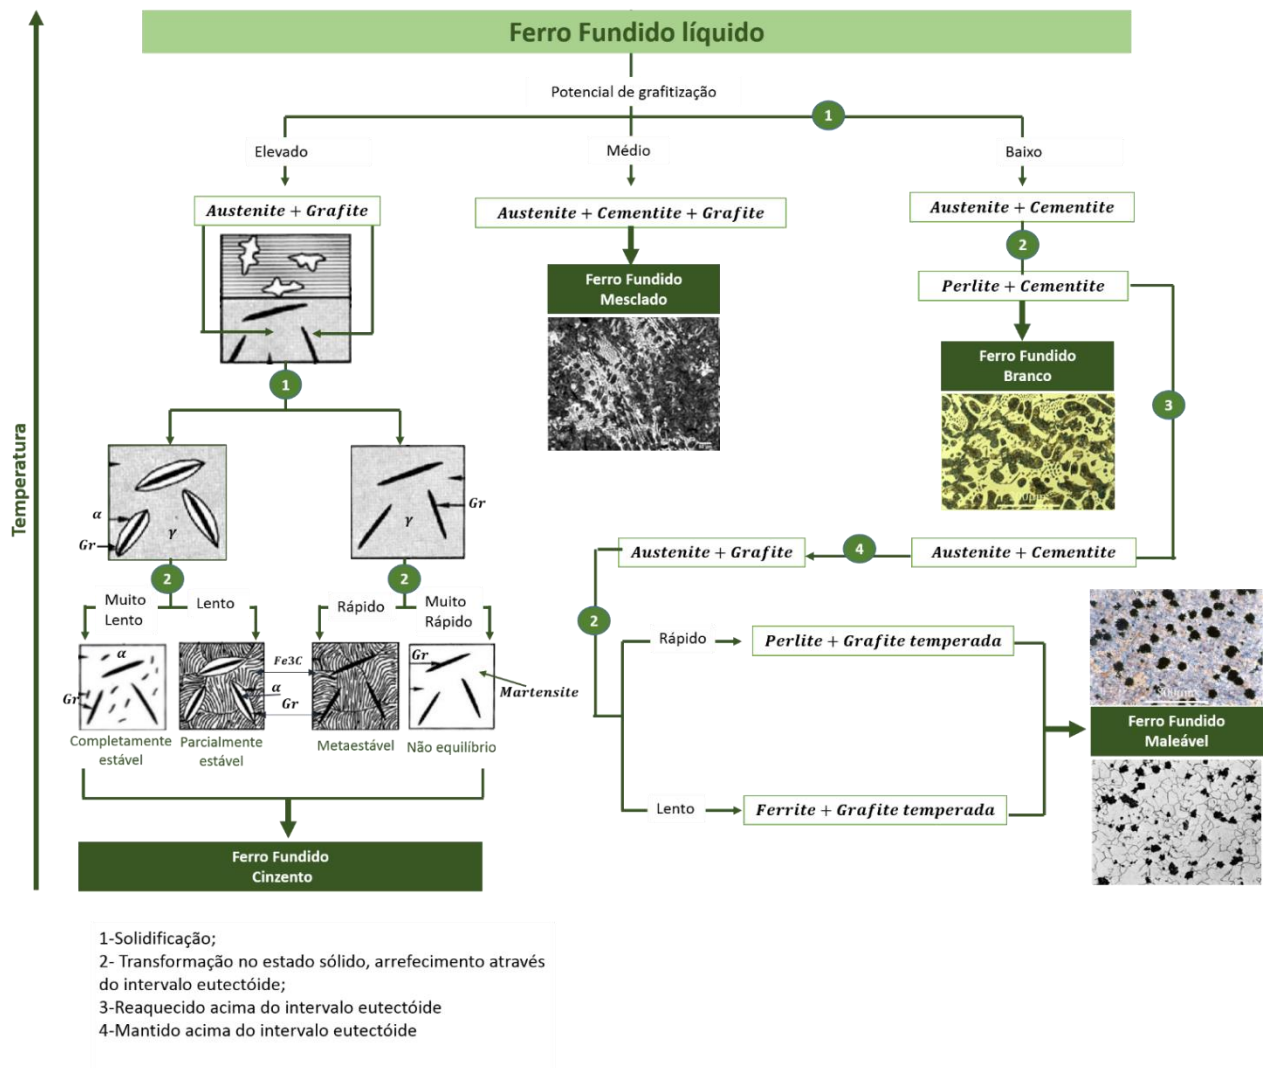 Ferro Fundido líquido
Potencial de grafitização
1
Elevado
Médio
Baixo
Austenite + Grafite
Austenite + Cementite + Grafite
Austenite + Cementite
2
Perlite + Cementite
Ferro Fundido
Mesclado
Ferro Fundido
Branco
1
3
Temperatura
α
Gr
γ
γ
Gr
Austenite + Grafite
4
Austenite + Cementite
2
2
2
Muito
Lento
Lento
Rápido
Muito
Rápido
Rápido
Perlite + Grafite temperada
α
Gr
Fe3C
α
Gr
Gr
Martensite
Completamente
estável
Parcialmente
estável
Metaestável
Não equilíbrio
Ferro Fundido
Maleável
Lento
Ferrite + Grafite temperada
Ferro Fundido
Cinzento
1-Solidificação;
2- Transformação no estado sólido, arrefecimento através
do intervalo eutectóide;
3-Reaquecido acima do intervalo eutectóide
4-Mantido acima do intervalo eutectóide